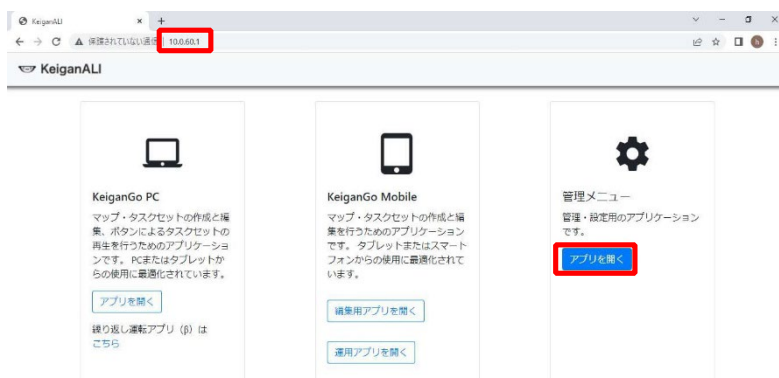 KeiganALI
保護されていない通信
10.0.60.1
KeiganALI
KeiganGo PC
マップ・タスクセットの作成と編
集、ボタンによるタスクセットの
再生を行うためのアプリケーショ
ンです。 PCまたはタブレットか
らの使用に最適化されています。
アプリを開く
繰り返し運転アプリ（β）は
こちら
KeiganGo Mobile
マップ・タスクセットの作成と編
集を行うためのアプリケーション
です。 タブレットまたはスマート
フォンからの使用に最適化されて
います。
編集用アプリを開く
運用アプリを開く
管理メニュー
管理・設定用のアプリケーション
です。
アプリを開く